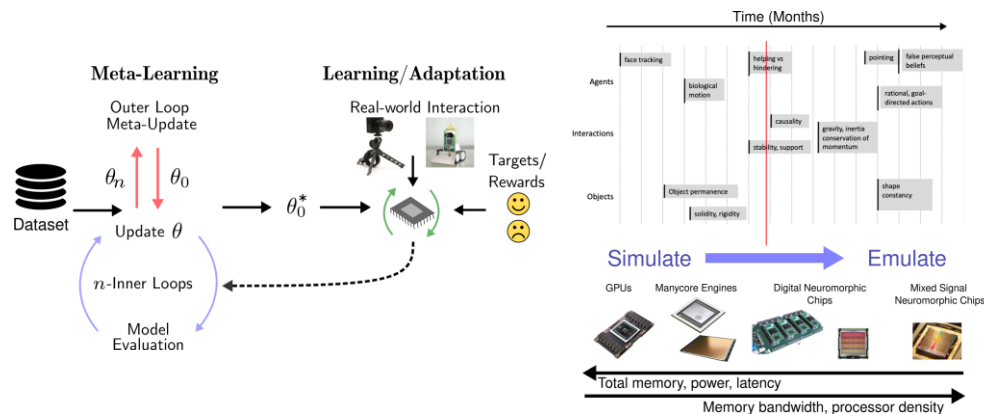 Meta-Learning
Outer Loop
Meta-Update
θn
θ0
Dataset
Update θ
n-Inner Loops
Model
Evaluation
θ0*
Learning/Adaptation
Real-world Interaction
Targets/
Rewards
Time (Months)
Agents
Interactions
Objects
face tracking
biological
motion
helping vs
hindering
pointing
false perceptual
beliefs
rational, goal-
directed actions
causality
stability, support
gravity, inertia
conservation of
momentum
Object permanence
solidity, rigidity
shape
constancy
Simulate
Emulate
GPUs
Manycore Engines
Digital Neuromorphic
Chips
Mixed Signal
Neuromorphic Chips
Total memory, power, latency
Memory bandwidth, processor density